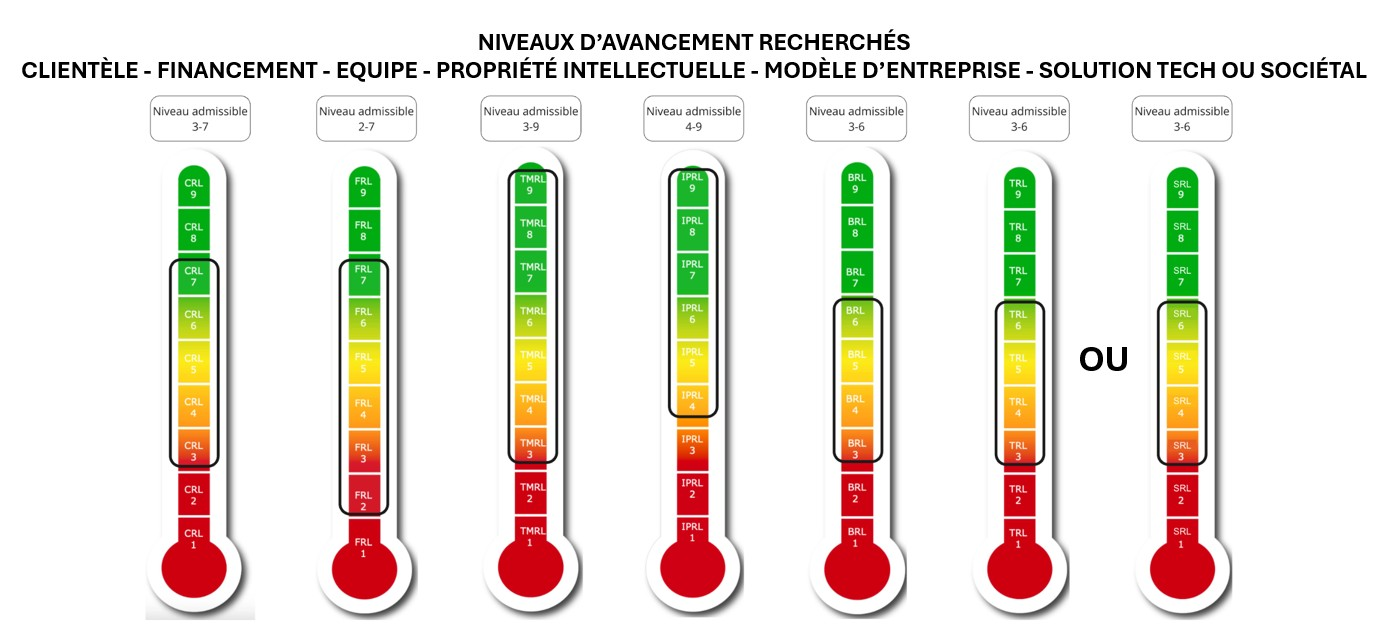 NIVEAUX D’AVANCEMENT RECHERCHÉS
CLIENTÈLE - FINANCEMENT - EQUIPE - PROPRIÉTÉ INTELLECTUELLE - MODÈLE D’ENTREPRISE - SOLUTION TECH OU SOCIÉTAL
Niveau admissible
3-7
Niveau admissible
2-7
Niveau admissible
3-9
Niveau admissible
4-9
Niveau admissible
3-6
Niveau admissible
3-6
Niveau admissible
3-6
CRL
9
CRL
8
CRL
7
CRL
6
CRL
5
CRL
4
CRL
3
CRL
2
CRL
1
FRL
9
FRL
8
FRL
7
FRL
6
FRL
5
FRL
4
FRL
3
FRL
2
FRL
1
TMRL
9
TMRL
8
TMRL
7
TMRL
6
TMRL
5
TMRL
4
TMRL
3
TMRL
2
TMRL
1
IPRL
9
IPRL
8
IPRL
7
IPRL
6
IPRL
5
IPRL
4
IPRL
3
IPRL
2
IPRL
1
BRL
9
BRL
8
BRL
7
BRL
6
BRL
5
BRL
4
BRL
3
BRL
2
BRL
1
TRL
9
TRL
8
TRL
7
TRL
6
TRL
5
TRL
4
TRL
3
TRL
2
TRL
1
OU
SRL
9
SRL
8
SRL
7
SRL
6
SRL
5
SRL
4
SRL
3
SRL
2
SRL
1